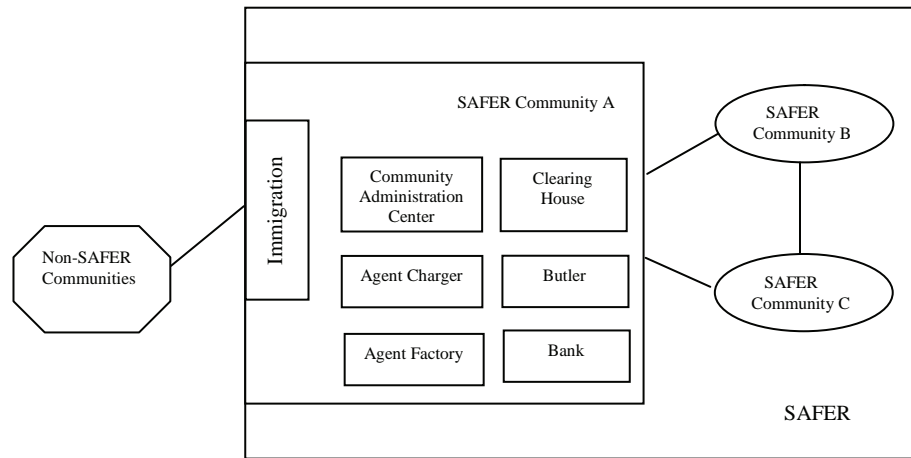 SAFER Community A
SAFER
Community B
Immigration
Community
Administration
Center
Clearing
House
Non-SAFER
Communities
Agent Charger
Butler
SAFER
Community C
Agent Factory
Bank
SAFER